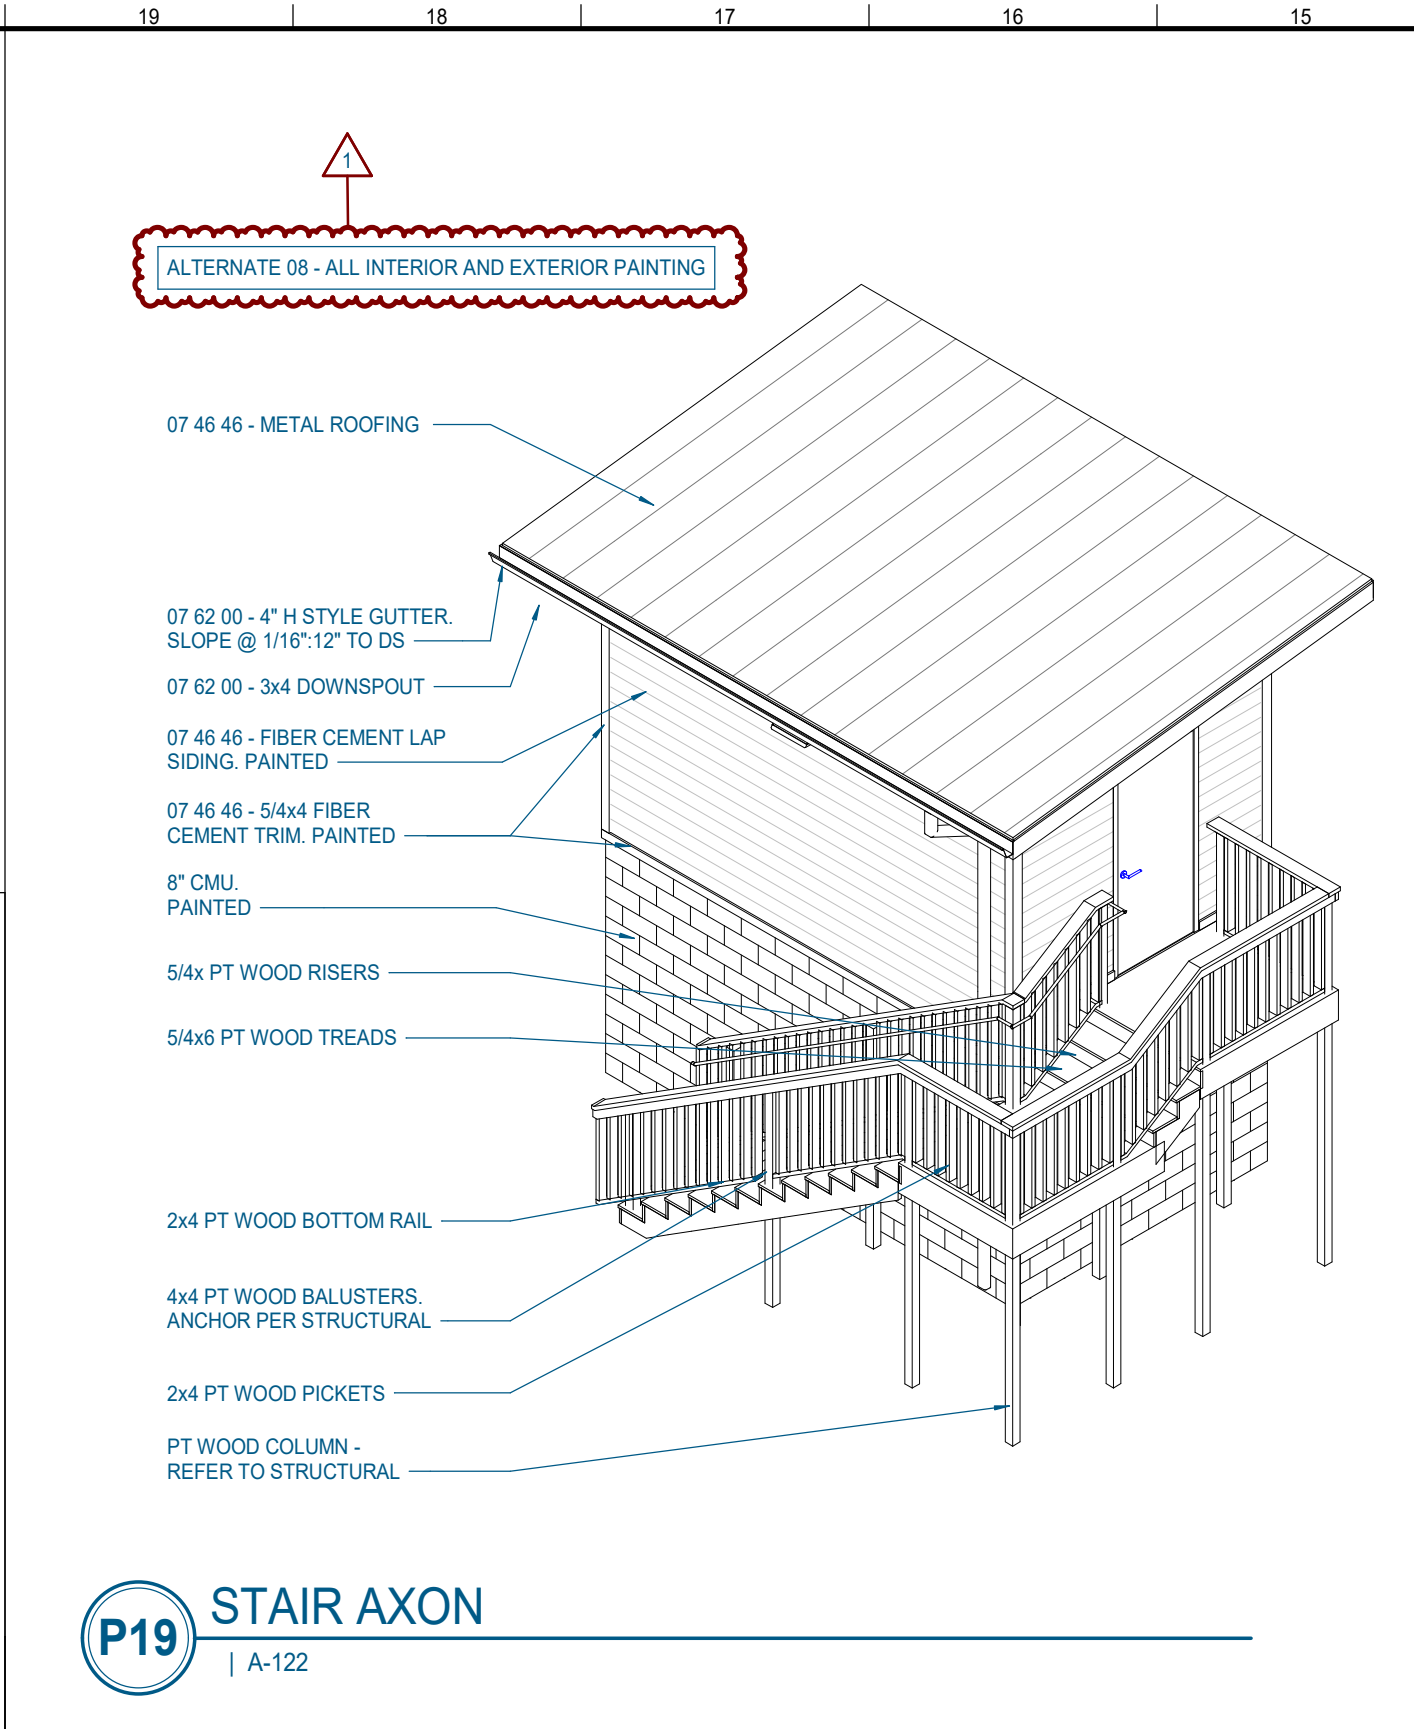 19 18 17 16 15
1
ALTERNATE 08 - ALL INTERIOR AND EXTERIOR PAINTING
07 46 46 - METAL ROOFING
07 62 00 - 4" H STYLE GUTTER.
SLOPE @ 1/16":12" TO DS
07 62 00 - 3x4 DOWNSPOUT
07 46 46 - FIBER CEMENT LAP
SIDING. PAINTED
07 46 46 - 5/4x4 FIBER
CEMENT TRIM. PAINTED
8" CMU.
PAINTED
5/4x PT WOOD RISERS
5/4x6 PT WOOD TREADS
2x4 PT WOOD BOTTOM RAIL
4x4 PT WOOD BALUSTERS.
ANCHOR PER STRUCTURAL
2x4 PT WOOD PICKETS
PT WOOD COLUMN -
REFER TO STRUCTURAL
P19
STAIR AXON
| A-122